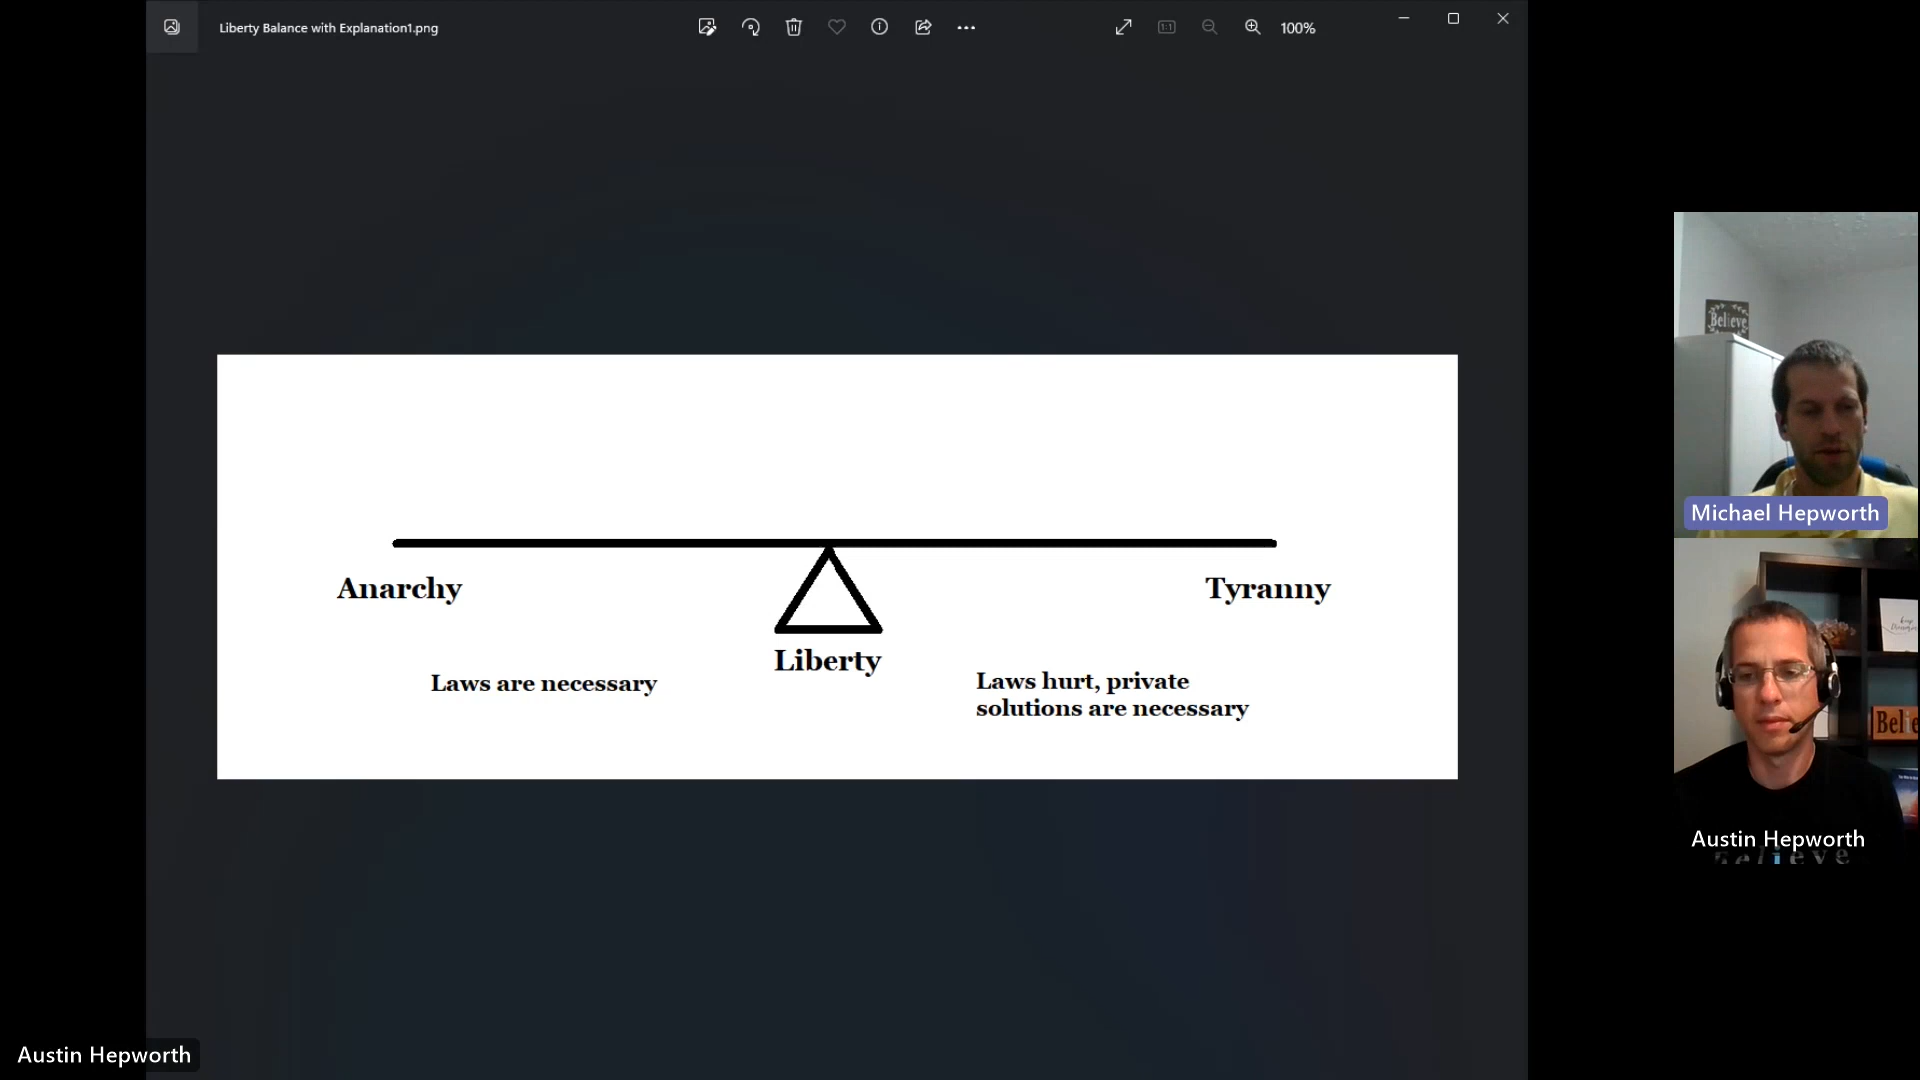 Liberty Balance with Explanation1.png
100%
Anarchy
Tyranny
Liberty
Laws are necessary
Laws hurt, private
solutions are necessary
Believe
Michael Hepworth
Austin Hepworth
Believe
Austin Hepworth